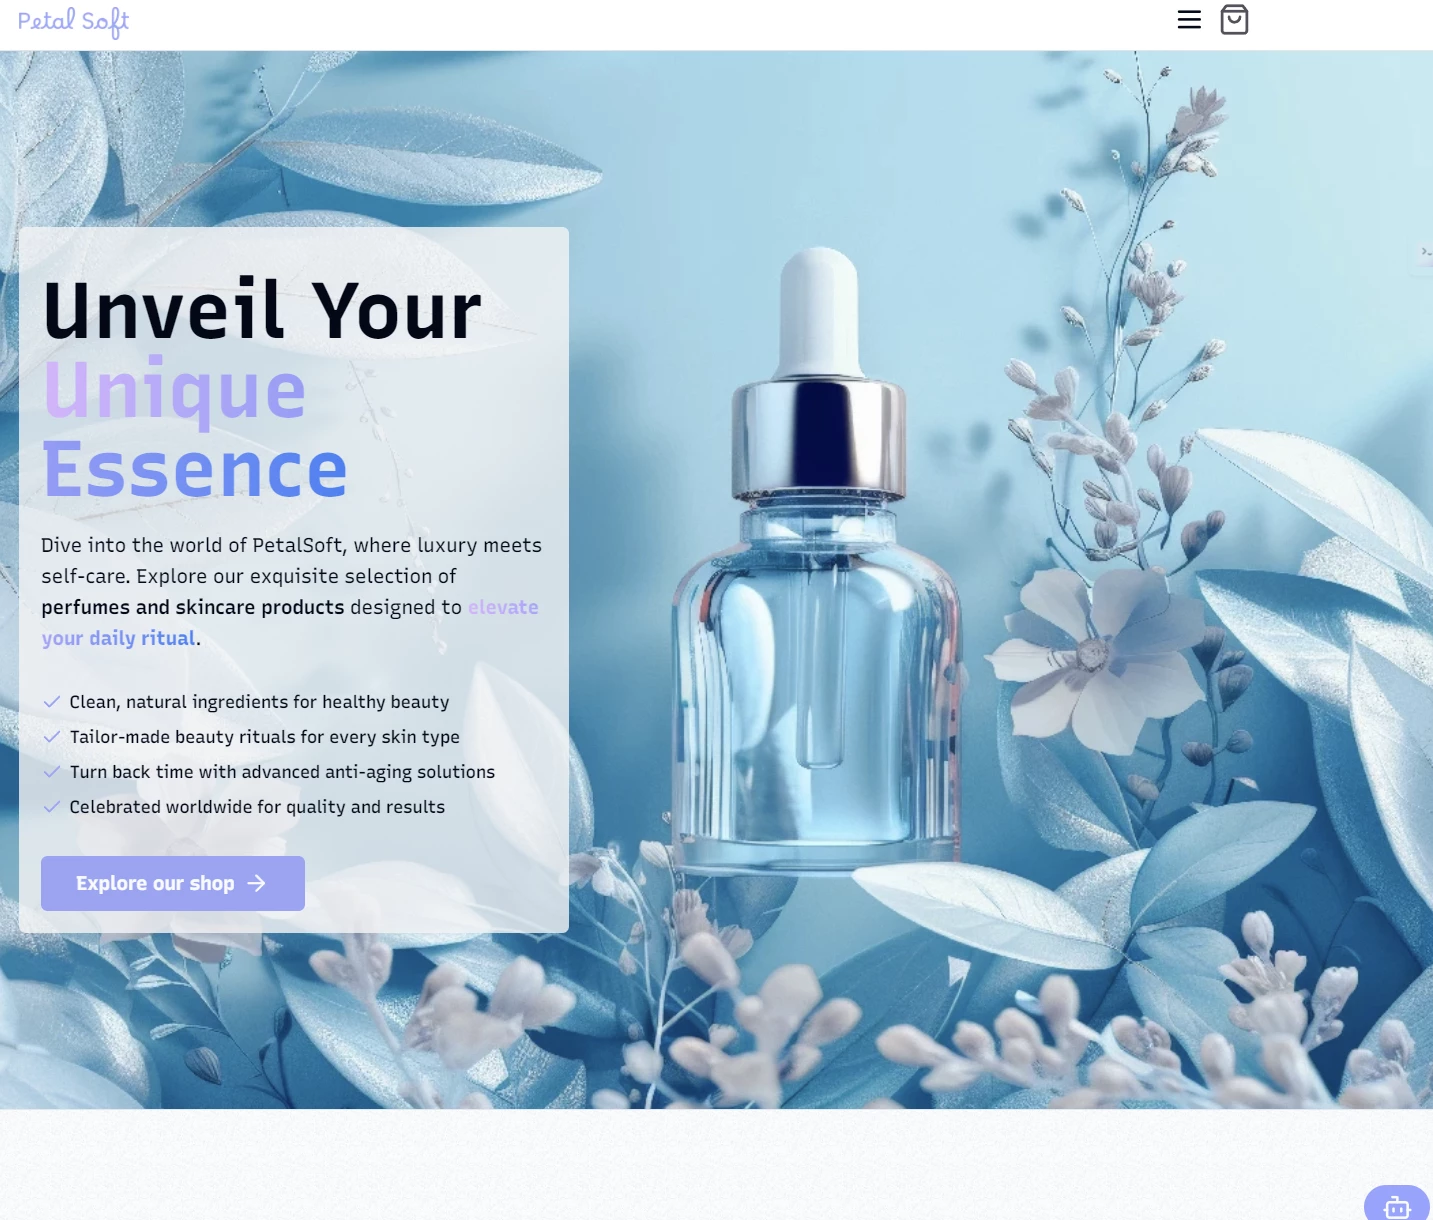 Petal Soft
Unveil Your
Unique
Essence
Dive into the world of PetalSoft, where luxury meets
self-care. Explore our exquisite selection of
perfumes and skincare products designed to elevate
your daily ritual.
Clean, natural ingredients for healthy beauty
Tailor-made beauty rituals for every skin type
Turn back time with advanced anti-aging solutions
Celebrated worldwide for quality and results
Explore our shop